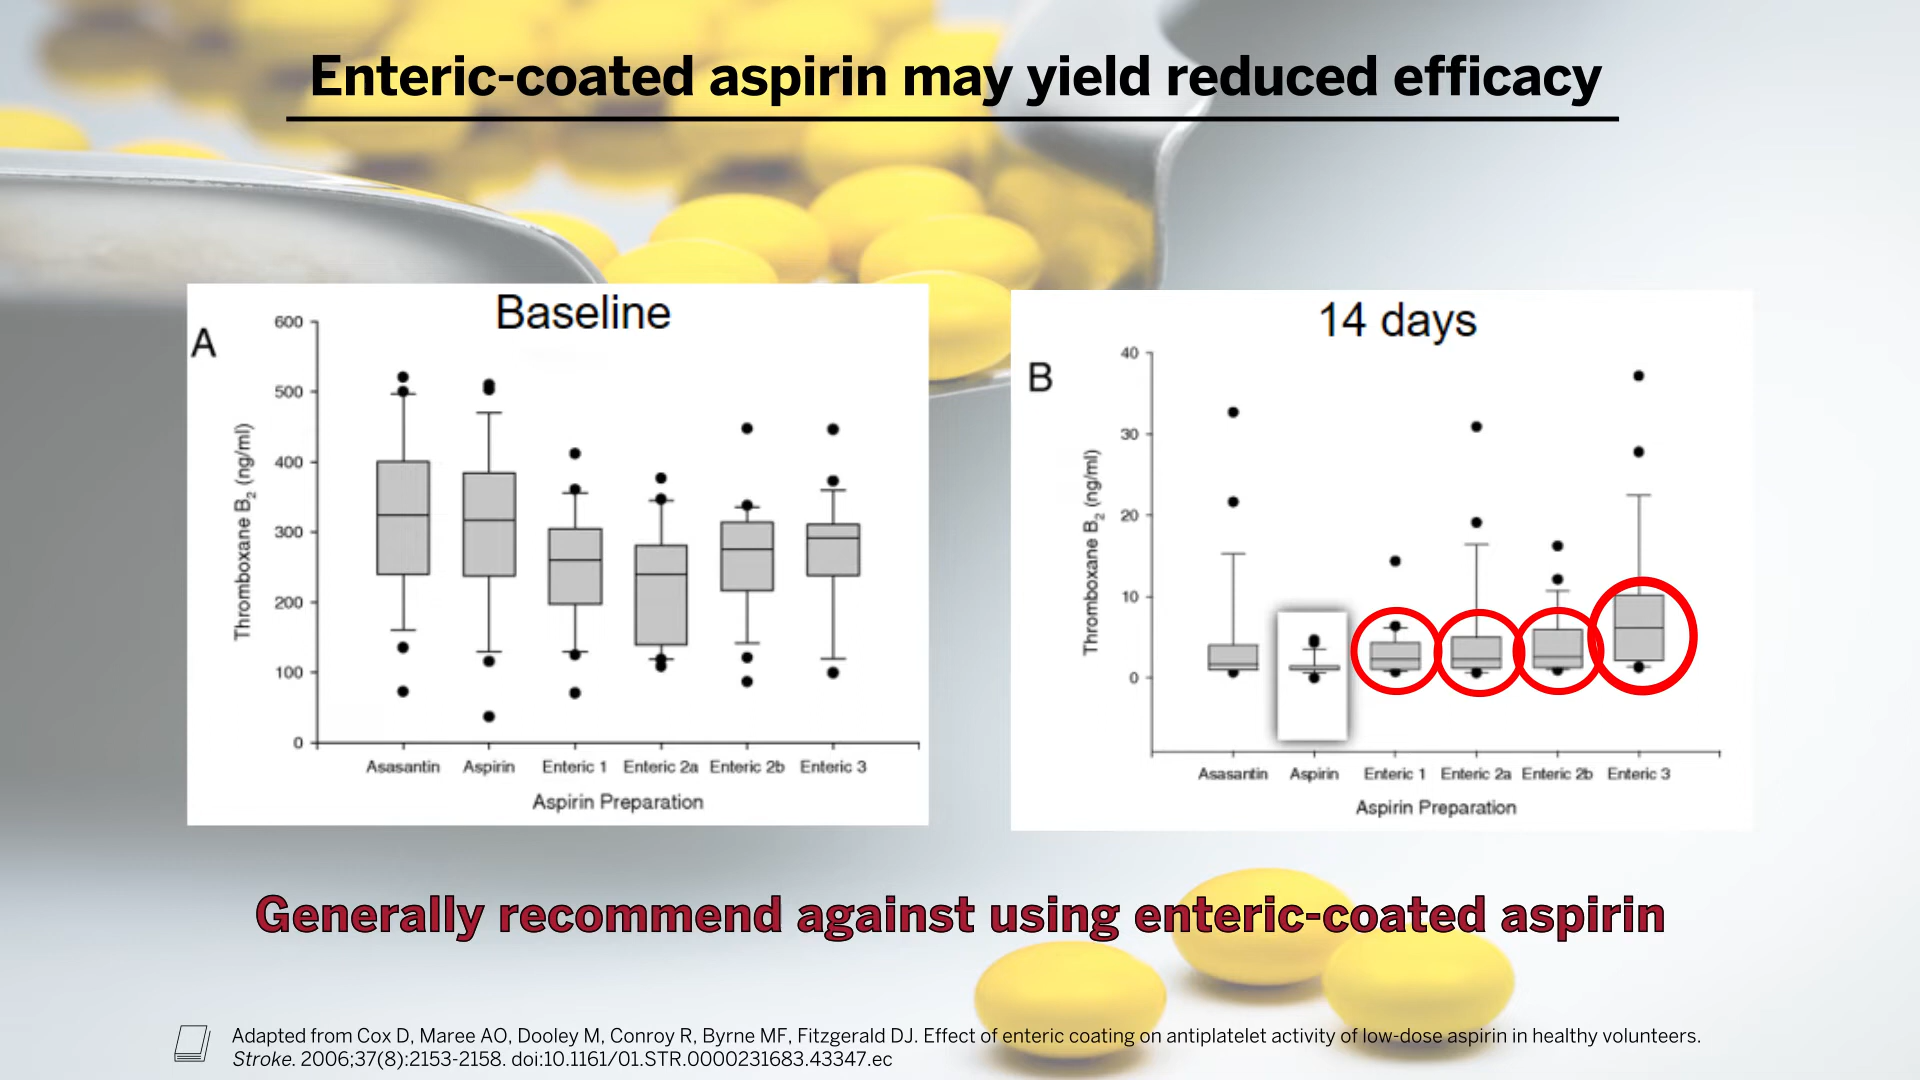 Enteric-coated aspirin may yield reduced efficacy
Baseline
A
600
500
400
300
200
100
0
Thromboxane B2 (ng/ml)
Asasantin Aspirin Enteric 1 Enteric 2a Enteric 2b Enteric 3
Aspirin Preparation
14 days
B
40
30
20
10
0
Thromboxane B2 (ng/ml)
Asasantin Aspirin Enteric 1 Enteric 2a Enteric 2b Enteric 3
Aspirin Preparation
Generally recommend against using enteric-coated aspirin
Adapted from Cox D, Maree AO, Dooley M, Conroy R, Byrne MF, Fitzgerald DJ. Effect of enteric coating on antiplatelet activity of low-dose aspirin in healthy volunteers.
Stroke. 2006;37(8):2153-2158. doi:10.1161/01.STR.0000231683.43347.ec